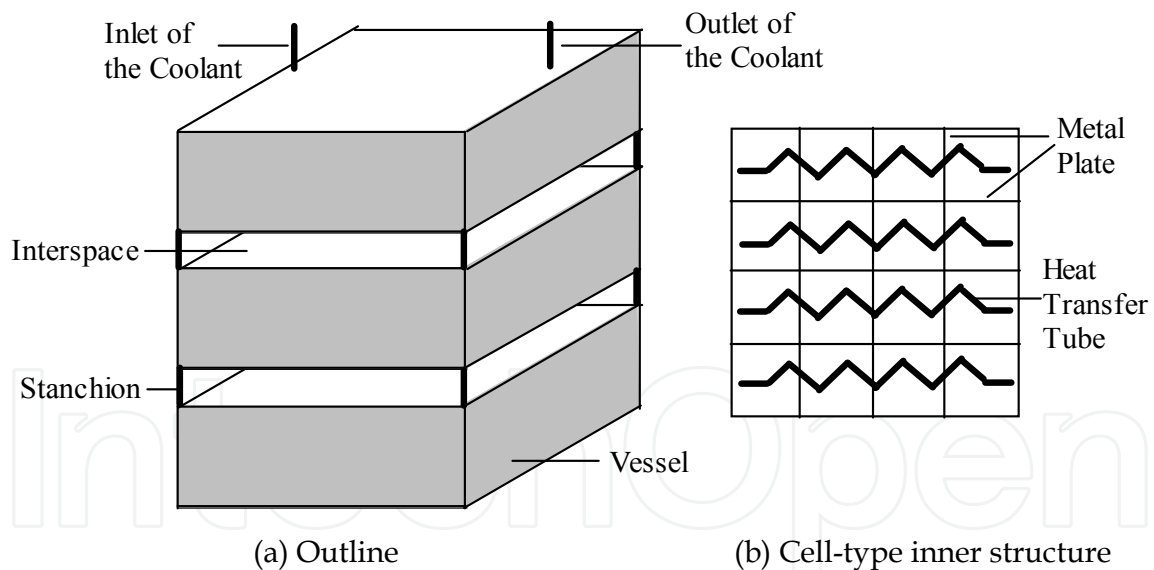 Inlet of
the Coolant
Outlet of
the Coolant
Interspace
Stanchion
Vessel
Metal
Plate
Heat
Transfer
Tube
IntechOpen
(a) Outline
(b) Cell-type inner structure